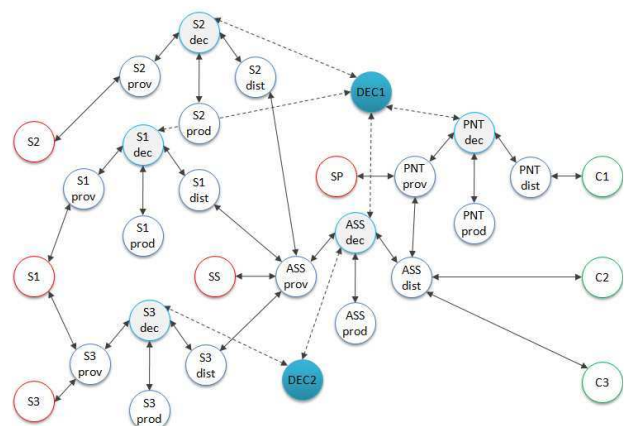 S2
dec
S2
prov
S2
dist
DEC1
S2
prod
S2
S1
dec
PNT
dec
SP
PNT
prov
PNT
dist
C1
S1
prov
S1
dist
S1
prod
PNT
prod
ASS
dec
S1
SS
ASS
prov
ASS
dist
C2
S3
dec
ASS
prod
S3
prov
S3
dist
DEC2
C3
S3
S3
prod